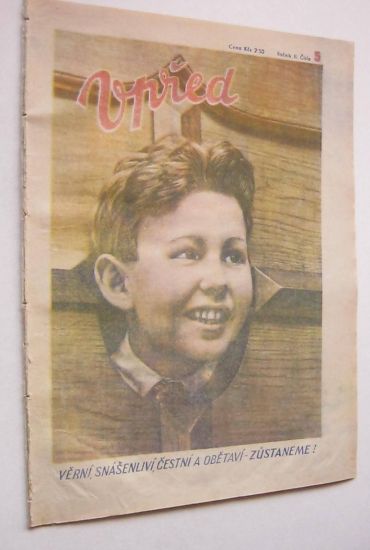 Cena Kčs 2·50 Ročník II. Číslo 5
Vpřed
VĚRNÍ, SNÁŠENLIVÍ, ČESTNÍ A OBĚTAVÍ - ZŮSTANEME!